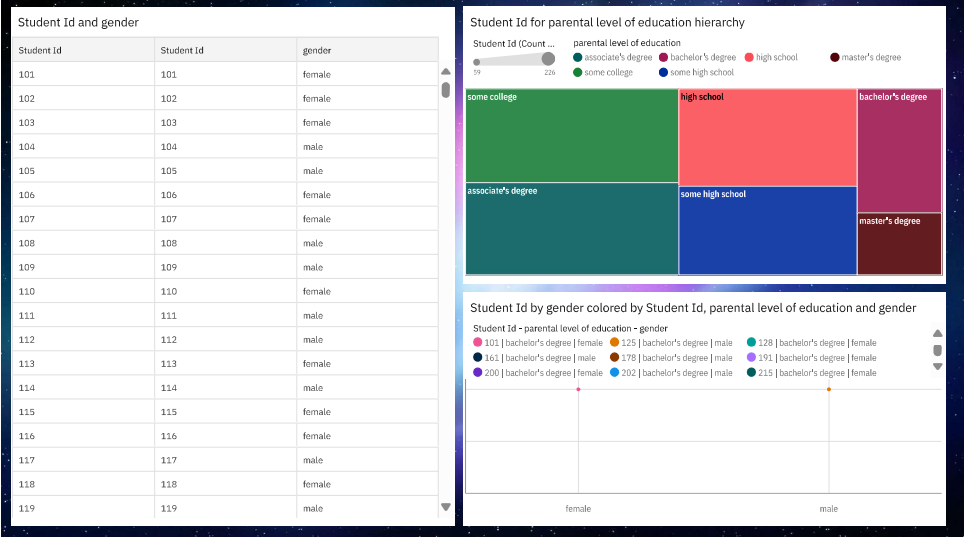 Student Id and gender
Student Id Student Id gender
101 101 female
102 102 female
103 103 female
104 104 male
105 105 male
106 106 female
107 107 female
108 108 male
109 109 male
110 110 female
111 111 male
112 112 male
113 113 female
114 114 male
115 115 female
116 116 female
117 117 male
118 118 female
119 119 male
Student Id for parental level of education hierarchy
Student Id (Count ...
59 226
parental level of education
associate's degree bachelor's degree high school master's degree
some college some high school
some college high school bachelor's degree
associate's degree some high school master's degree
Student Id by gender colored by Student Id, parental level of education and gender
Student Id - parental level of education - gender
101 | bachelor's degree | female 125 | bachelor's degree | male 128 | bachelor's degree | female
161 | bachelor's degree | male 178 | bachelor's degree | male 191 | bachelor's degree | female
200 | bachelor's degree | female 202 | bachelor's degree | male 215 | bachelor's degree | female
female male